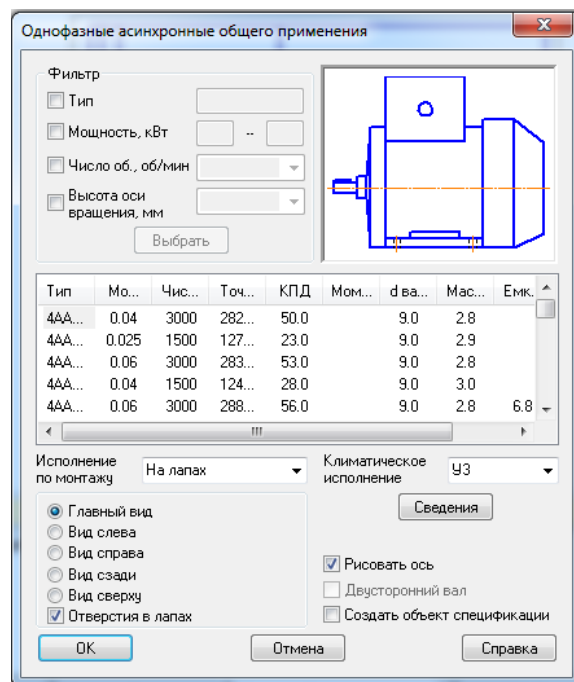 Однофазные асинхронные общего применения
Фильтр
Тип
Мощность, кВт --
Число об., об/мин
Высота оси
вращения, мм
Выбрать
Тип Мо... Чис... Точ... КПД Мом... d ва... Мас... Емк.
4АА... 0.04 3000 282... 50.0 9.0 2.8
4АА... 0.025 1500 127... 23.0 9.0 2.9
4АА... 0.06 3000 283... 53.0 9.0 2.8
4АА... 0.04 1500 124... 28.0 9.0 3.0
4АА... 0.06 3000 288... 56.0 9.0 2.8 6.8
Исполнение
по монтажу
На лапах
Климатическое
исполнение
У3
Главный вид
Вид слева
Вид справа
Вид сзади
Вид сверху
Отверстия в лапах
Сведения
Рисовать ось
Двусторонний вал
Создать объект спецификации
OK Отмена Справка